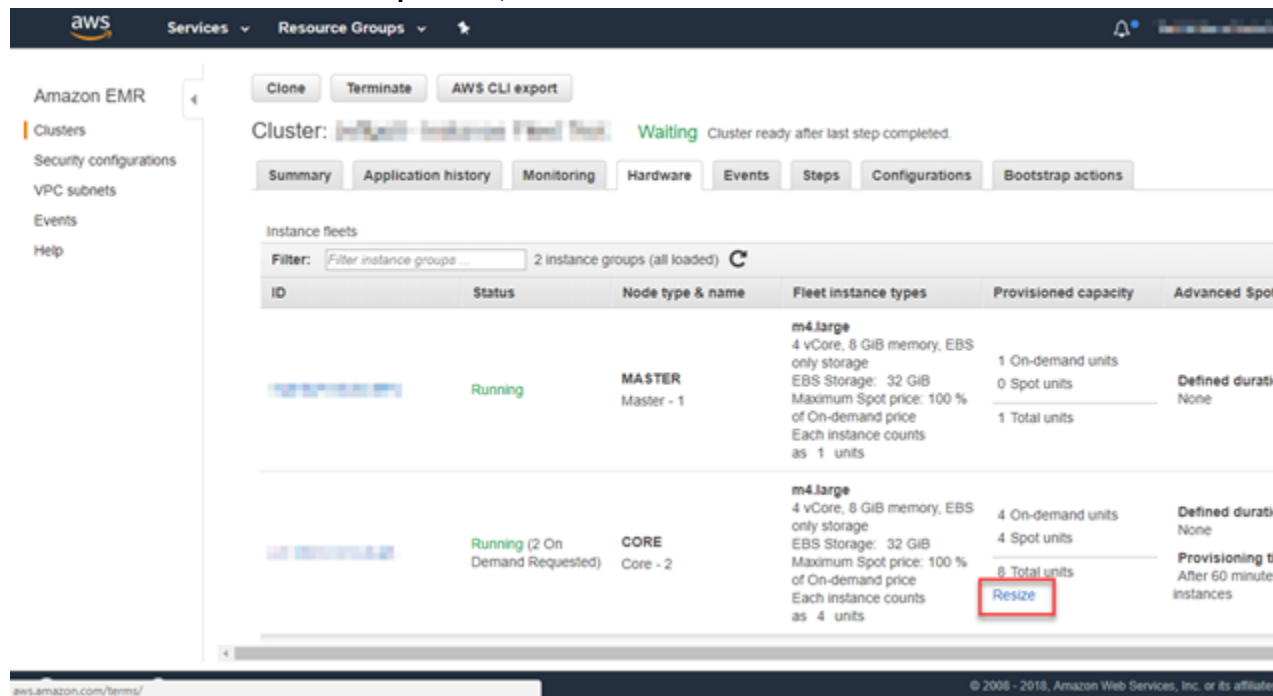 aws Services Resource Groups
Amazon EMR
Clusters
Security configurations
VPC subnets
Events
Help
Clone Terminate AWS CLI export
Cluster: Waiting Cluster ready after last step completed.
Summary Application history Monitoring Hardware Events Steps Configurations Bootstrap actions
Instance fleets
Filter: Filter instance groups ... 2 instance groups (all loaded)
ID Status Node type & name Fleet instance types Provisioned capacity Advanced Spot
Running
MASTER
Master - 1
m4.large
4 vCore, 8 GiB memory, EBS
only storage
EBS Storage: 32 GiB
Maximum Spot price: 100 %
of On-demand price
Each instance counts
as 1 units
1 On-demand units
0 Spot units
1 Total units
Defined durati
None
Running (2 On
Demand Requested)
CORE
Core - 2
m4.large
4 vCore, 8 GiB memory, EBS
only storage
EBS Storage: 32 GiB
Maximum Spot price: 100 %
of On-demand price
Each instance counts
as 4 units
4 On-demand units
4 Spot units
8 Total units
Resize
Defined durati
None
Provisioning ti
After 60 minute
instances
aws.amazon.com/terms/
© 2008 - 2018, Amazon Web Services, Inc. or its affiliate